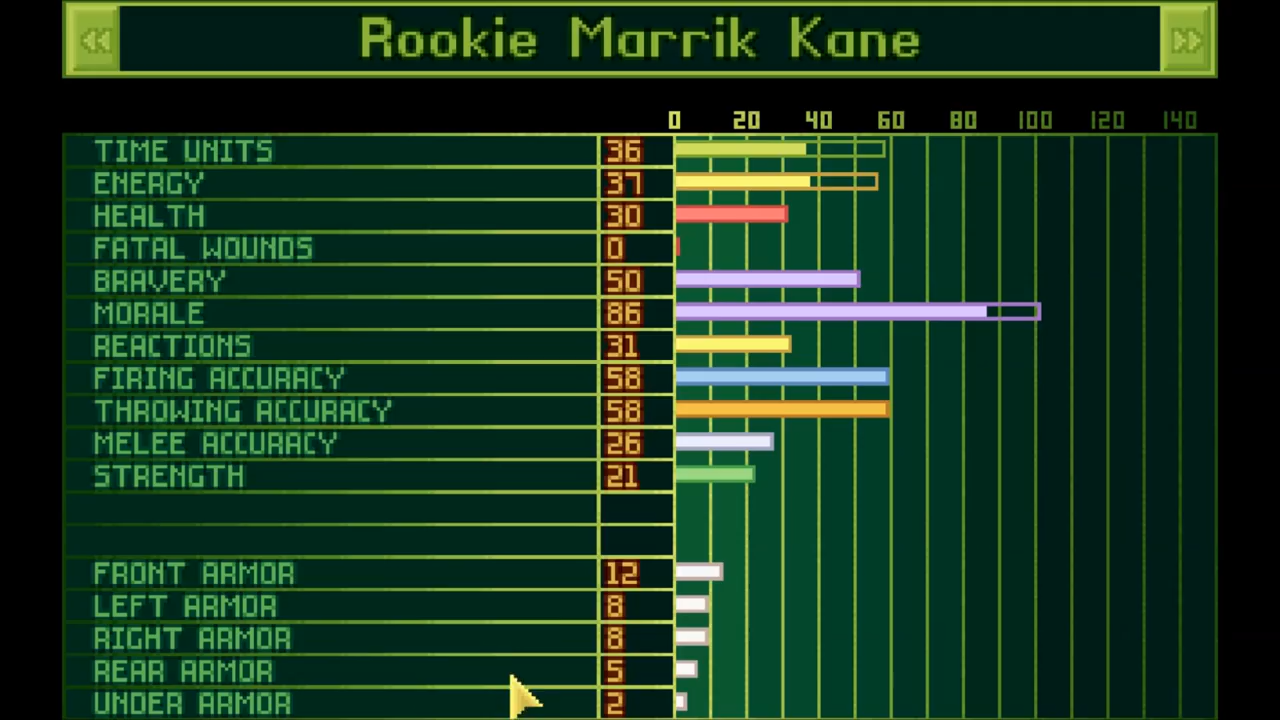 Rookie Marrik Kane
0 20 40 60 80 100 120 140
TIME UNITS 36
ENERGY 37
HEALTH 30
FATAL WOUNDS 0
BRAVERY 50
MORALE 86
REACTIONS 31
FIRING ACCURACY 58
THROWING ACCURACY 58
MELEE ACCURACY 26
STRENGTH 21
FRONT ARMOR 12
LEFT ARMOR 8
RIGHT ARMOR 8
REAR ARMOR 5
UNDER ARMOR 2